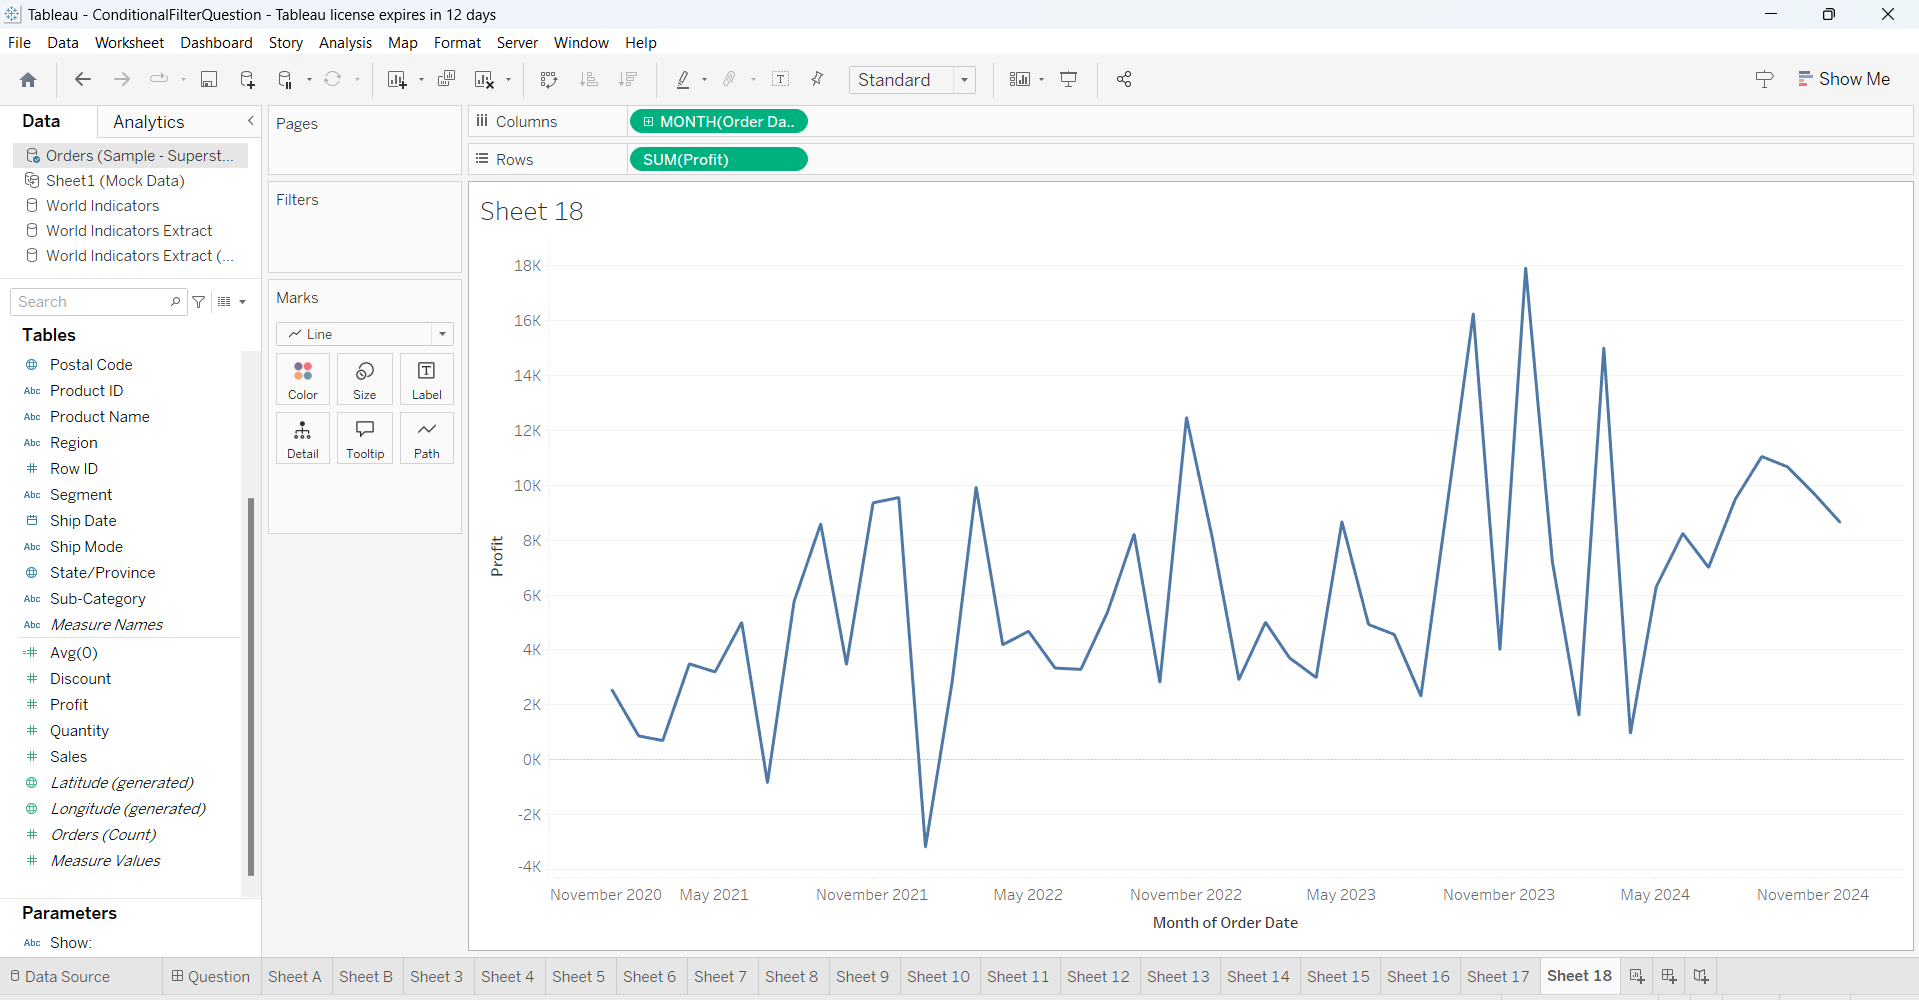 Tableau - ConditionalFilterQuestion - Tableau license expires in 12 days
File Data Worksheet Dashboard Story Analysis Map Format Server Window Help
Standard
Show Me
Data
Analytics
Orders (Sample - Superst...
Sheet1 (Mock Data)
World Indicators
World Indicators Extract
World Indicators Extract (...
Search
Tables
Postal Code
Abc Product ID
Abc Product Name
Abc Region
# Row ID
Abc Segment
Ship Date
Abc Ship Mode
State/Province
Abc Sub-Category
Abc Measure Names
=# Avg(0)
# Discount
# Profit
# Quantity
# Sales
Latitude (generated)
Longitude (generated)
# Orders (Count)
# Measure Values
Parameters
Abc Show:
Pages
Filters
Marks
Line
Color
Size
Label
Detail
Tooltip
Path
Columns
MONTH(Order Da..
Rows
SUM(Profit)
Sheet 18
18K
16K
14K
12K
10K
8K
6K
4K
2K
0K
-2K
-4K
Profit
November 2020 May 2021 November 2021 May 2022 November 2022 May 2023 November 2023 May 2024 November 2024
Month of Order Date
Data Source Question Sheet A Sheet B Sheet 3 Sheet 4 Sheet 5 Sheet 6 Sheet 7 Sheet 8 Sheet 9 Sheet 10 Sheet 11 Sheet 12 Sheet 13 Sheet 14 Sheet 15 Sheet 16 Sheet 17 Sheet 18